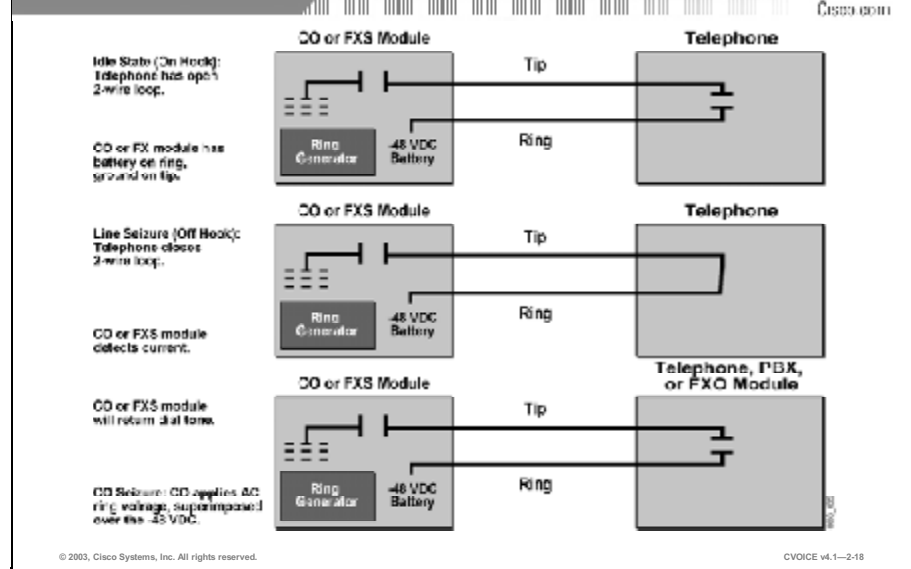 Cisco.com
CO or FXS Module
Telephone
Idle State (On Hook):
Telephone has open
2-wire loop.
Tip
CO or FX module has
battery on ring,
ground on tip.
Ring
Generator
-48 VDC
Battery
Ring
CO or FXS Module
Telephone
Line Seizure (Off Hook):
Telephone closes
2-wire loop.
Tip
CO or FXS module
detects current.
Ring
Generator
-48 VDC
Battery
Ring
CO or FXS Module
Telephone, PBX,
or FXO Module
CO or FXS module
will return dial tone.
Tip
CO Seizure: CO applies AC
ring voltage, superimposed
over the -48 VDC.
Ring
Generator
-48 VDC
Battery
Ring
© 2003, Cisco Systems, Inc. All rights reserved.
CVOICE v4.1—2-18